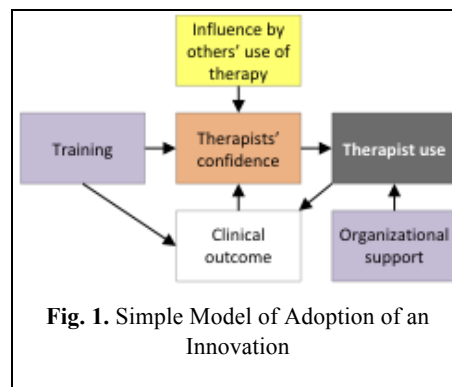 Influence by
others' use of
therapy
Training
Therapists'
confidence
Therapist use
Clinical
outcome
Organizational
support
Fig. 1. Simple Model of Adoption of an
Innovation